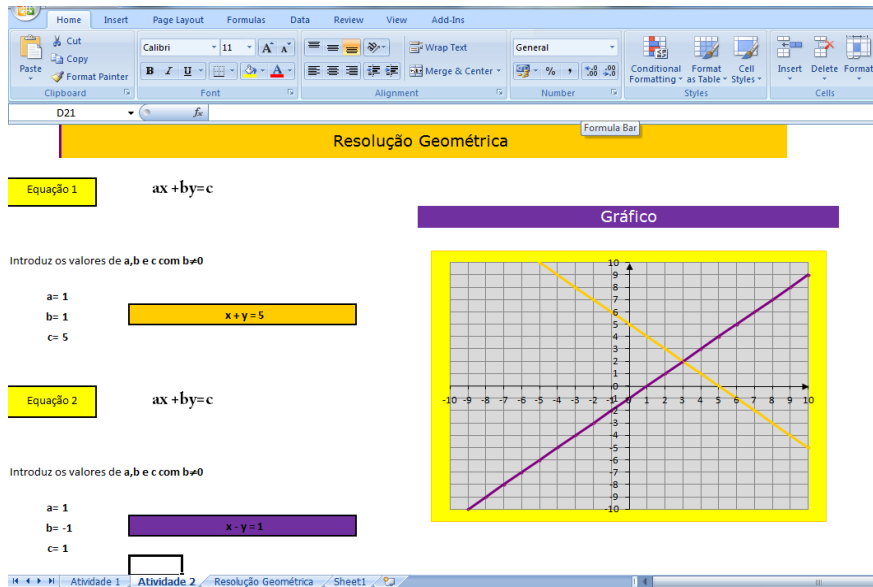 Home Insert Page Layout Formulas Data Review View Add-Ins
Paste
Cut
Copy
Format Painter
Clipboard
Calibri 11 A A
B I U A
Font
Wrap Text
Merge & Center
Alignment
General
% , .0 .00 .00 .0
Number
Conditional Formatting
Format as Table
Cell Styles
Styles
Insert Delete Format
Cells
D21 fx
Formula Bar
Resolução Geométrica
Equação 1 ax +by=c
Introduz os valores de a,b e c com b≠0
a= 1
b= 1
c= 5
x + y = 5
Equação 2 ax +by=c
Introduz os valores de a,b e c com b≠0
a= 1
b= -1
c= 1
x - y = 1
Gráfico
10
9
8
7
6
5
4
3
2
1
0
-10 -9 -8 -7 -6 -5 -4 -3 -2 -1 0 1 2 3 4 5 6 7 8 9 10
-1
-2
-3
-4
-5
-6
-7
-8
-9
-10
Atividade 1 Atividade 2 Resolução Geométrica Sheet1